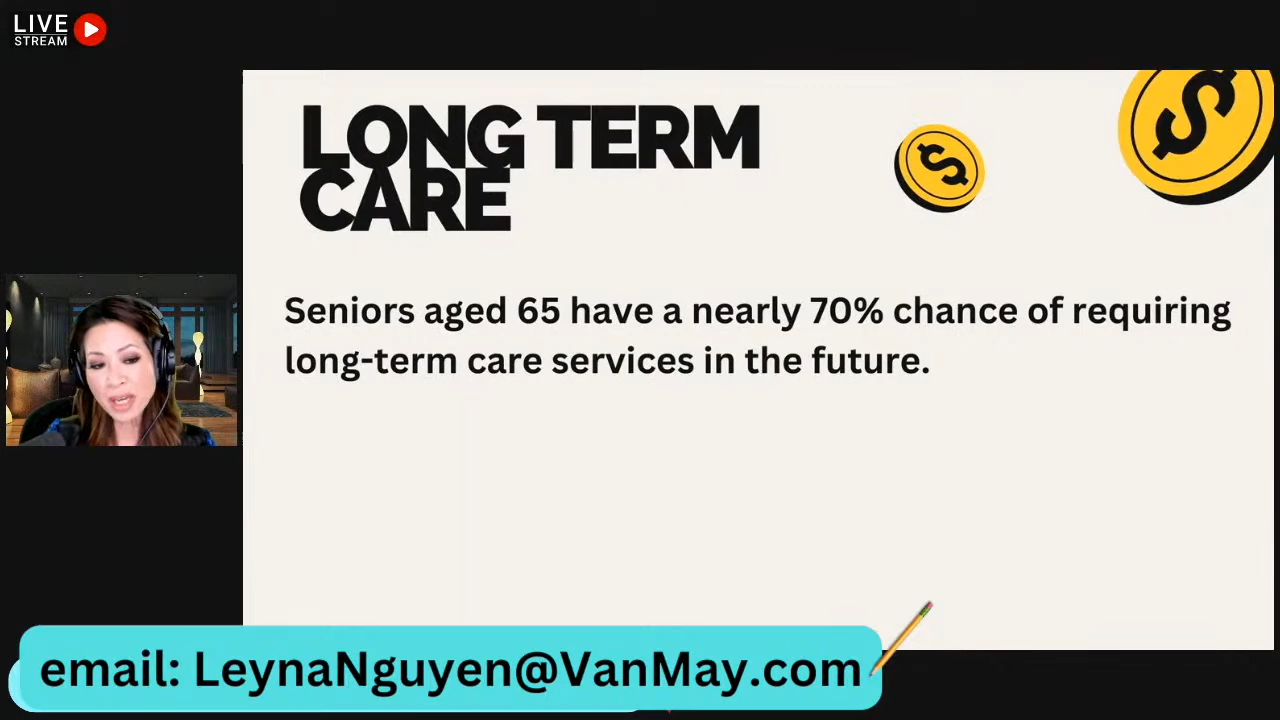 LIVE
STREAM
LONG TERM
CARE
Seniors aged 65 have a nearly 70% chance of requiring
long-term care services in the future.
email: LeynaNguyen@VanMay.com